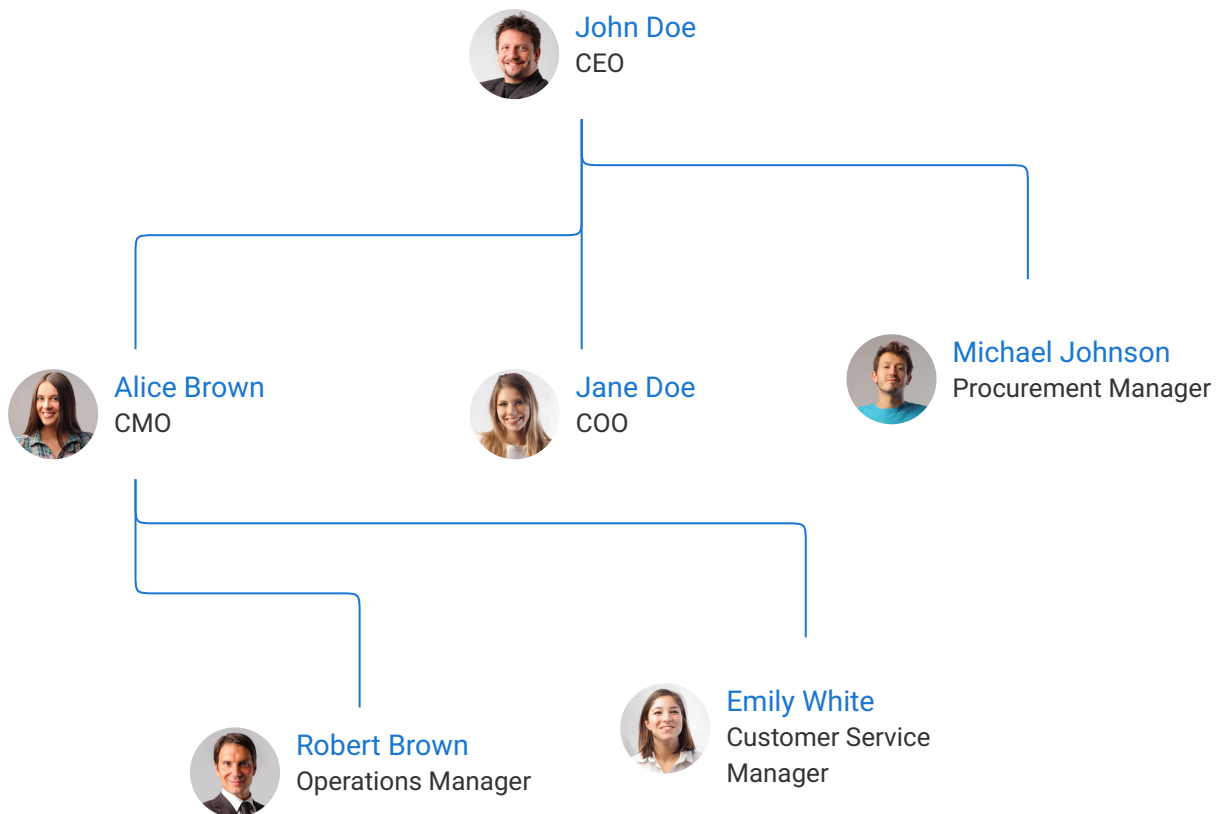 John Doe
CEO
Alice Brown
CMO
Jane Doe
COO
Michael Johnson
Procurement Manager
Robert Brown
Operations Manager
Emily White
Customer Service
Manager